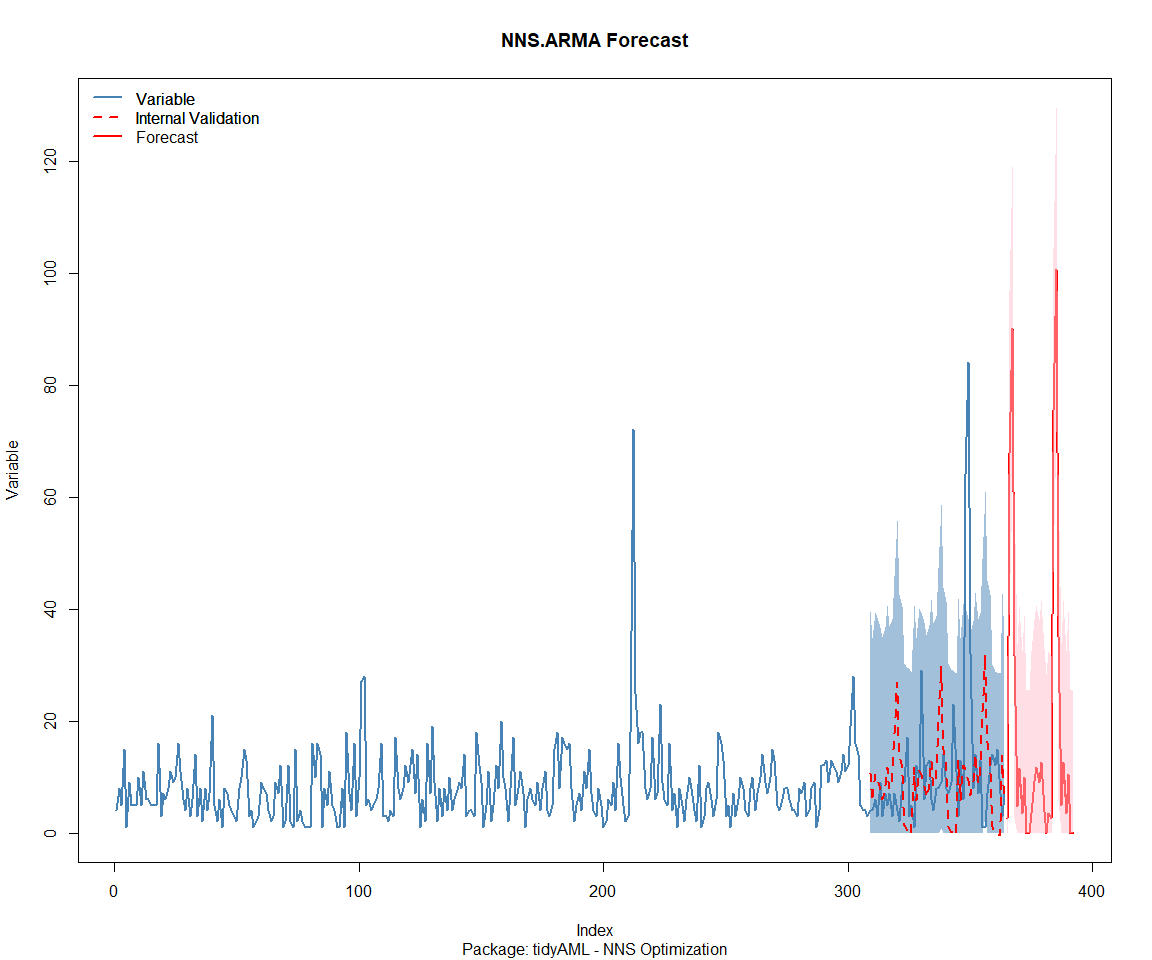 NNS.ARMA Forecast
Variable
Internal Validation
Forecast
120
100
80
60
40
20
0
Variable
0
100
200
300
400
Index
Package: tidyAML - NNS Optimization